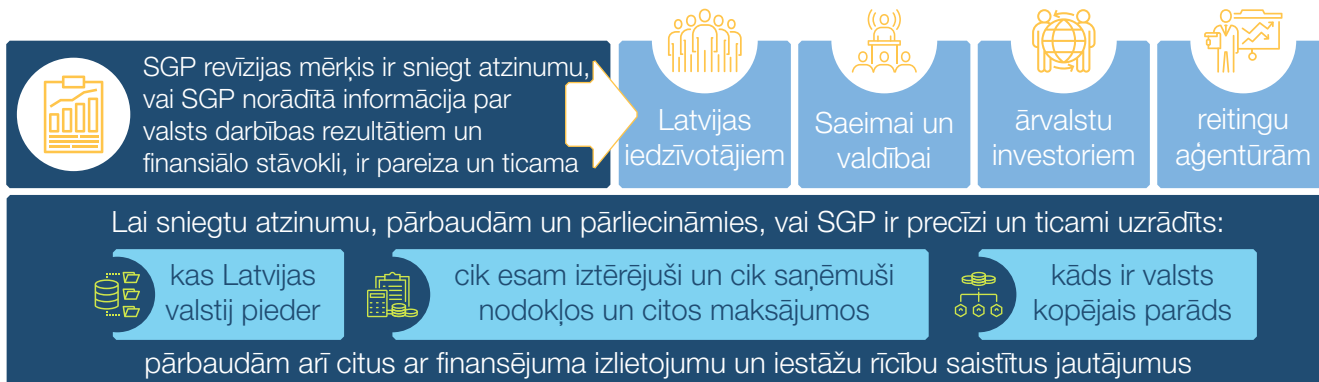 SGP revīzijas mērķis ir sniegt atzinumu,
vai SGP norādītā informācija par
valsts darbības rezultātiem un
finansiālo stāvokli, ir pareiza un ticama
Latvijas
iedzīvotājiem
Saeimai un
valdībai
ārvalstu
investoriem
reitingu
aģentūrām
Lai sniegtu atzinumu, pārbaudām un pārliecināmies, vai SGP ir precīzi un ticami uzrādīts:
kas Latvijas
valstij pieder
cik esam iztērējuši un cik saņēmuši
nodokļos un citos maksājumos
kāds ir valsts
kopējais parāds
pārbaudām arī citus ar finansējuma izlietojumu un iestāžu rīcību saistītus jautājumus